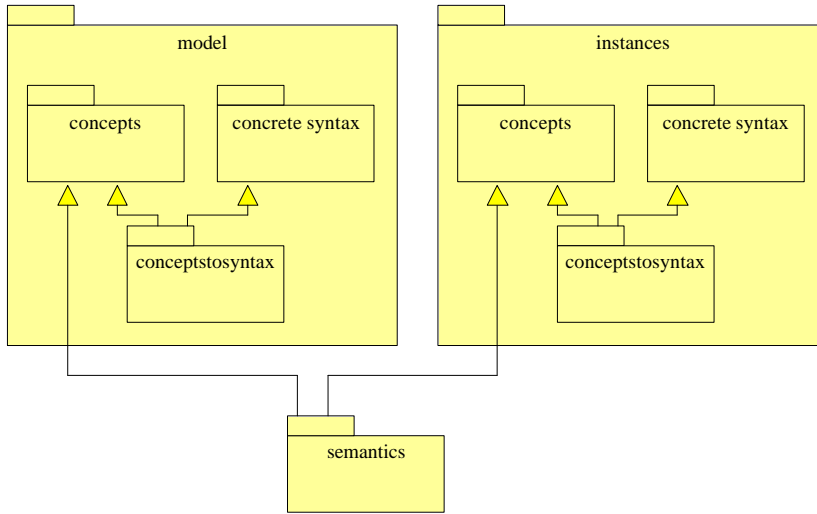 model
instances
concepts
concrete syntax
concepts
concrete syntax
conceptstosyntax
conceptstosyntax
semantics